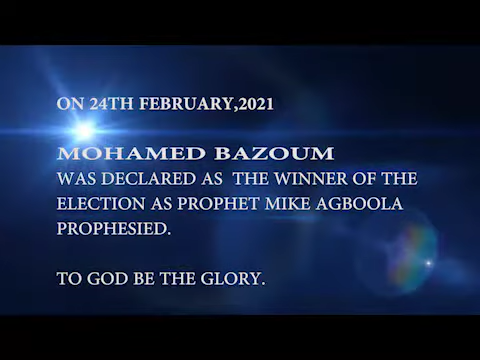 ON 24TH FEBRUARY,2021
MOHAMED BAZOUM
WAS DECLARED AS THE WINNER OF THE
ELECTION AS PROPHET MIKE AGBOOLA
PROPHESIED.
TO GOD BE THE GLORY.